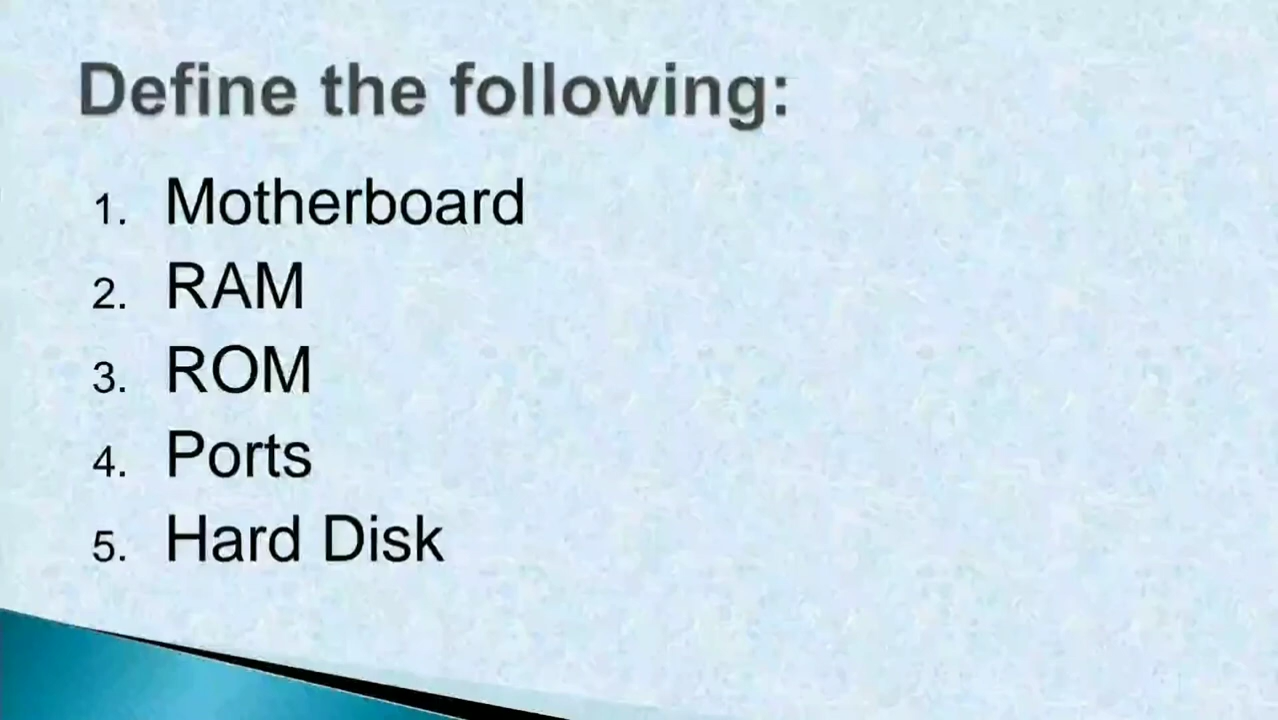 Define the following:
1. Motherboard
2. RAM
3. ROM
4. Ports
5. Hard Disk